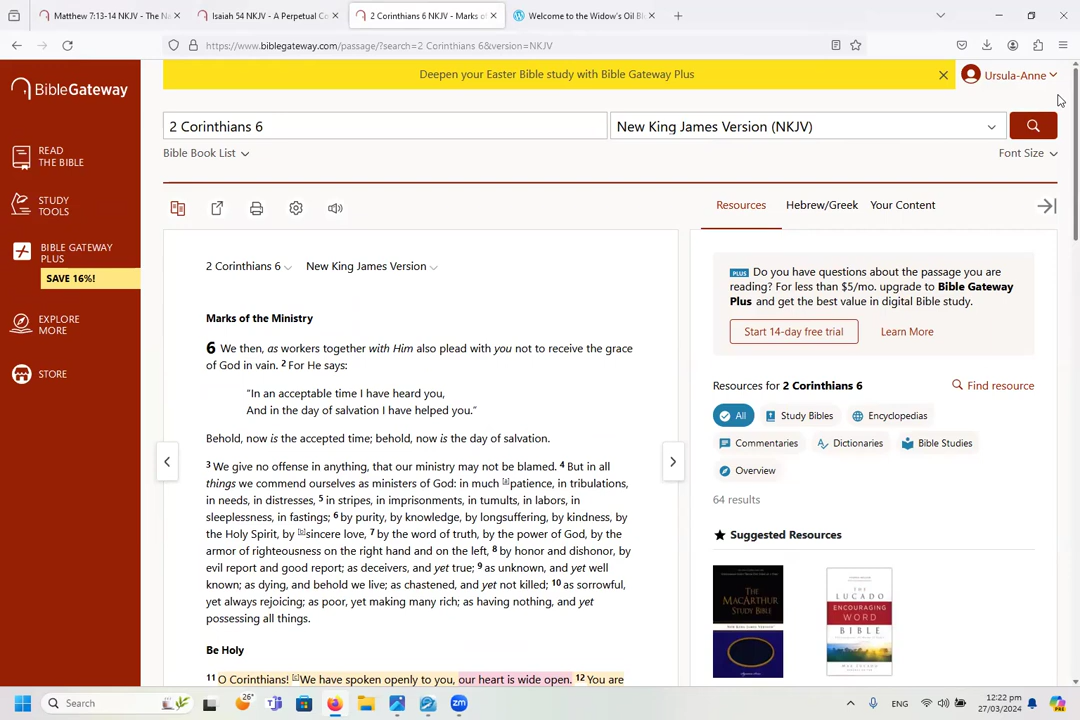 Matthew 7:13-14 NKJV - The Na
Isaiah 54 NKJV - A Perpetual Co
2 Corinthians 6 NKJV - Marks of
Welcome to the Widow's Oil Bl
https://www.biblegateway.com/passage/?search=2 Corinthians 6&version=NKJV
BibleGateway
READ
THE BIBLE
STUDY
TOOLS
BIBLE GATEWAY
PLUS
SAVE 16%!
EXPLORE
MORE
STORE
Deepen your Easter Bible study with Bible Gateway Plus
Ursula-Anne
2 Corinthians 6
New King James Version (NKJV)
Bible Book List
Font Size
2 Corinthians 6 New King James Version
Marks of the Ministry
6 We then, as workers together with Him also plead with you not to receive the grace
of God in vain. 2 For He says:
“In an acceptable time I have heard you,
And in the day of salvation I have helped you.”
Behold, now is the accepted time; behold, now is the day of salvation.
3 We give no offense in anything, that our ministry may not be blamed. 4 But in all
things we commend ourselves as ministers of God: in much [a]patience, in tribulations,
in needs, in distresses, 5 in stripes, in imprisonments, in tumults, in labors, in
sleeplessness, in fastings; 6 by purity, by knowledge, by longsuffering, by kindness, by
the Holy Spirit, by [b]sincere love, 7 by the word of truth, by the power of God, by the
armor of righteousness on the right hand and on the left, 8 by honor and dishonor, by
evil report and good report; as deceivers, and yet true; 9 as unknown, and yet well
known; as dying, and behold we live; as chastened, and yet not killed; 10 as sorrowful,
yet always rejoicing; as poor, yet making many rich; as having nothing, and yet
possessing all things.
Be Holy
11 O Corinthians! [c]We have spoken openly to you, our heart is wide open. 12 You are
Resources Hebrew/Greek Your Content
PLUS Do you have questions about the passage you are
reading? For less than $5/mo. upgrade to Bible Gateway
Plus and get the best value in digital Bible study.
Start 14-day free trial Learn More
Resources for 2 Corinthians 6 Find resource
All Study Bibles Encyclopedias
Commentaries Dictionaries Bible Studies
Overview
64 results
Suggested Resources
THE
MACARTHUR
STUDY BIBLE
THE
LUCADO
ENCOURAGING
WORD
BIBLE
Search
26°
zm
ENG
12:22 pm
27/03/2024